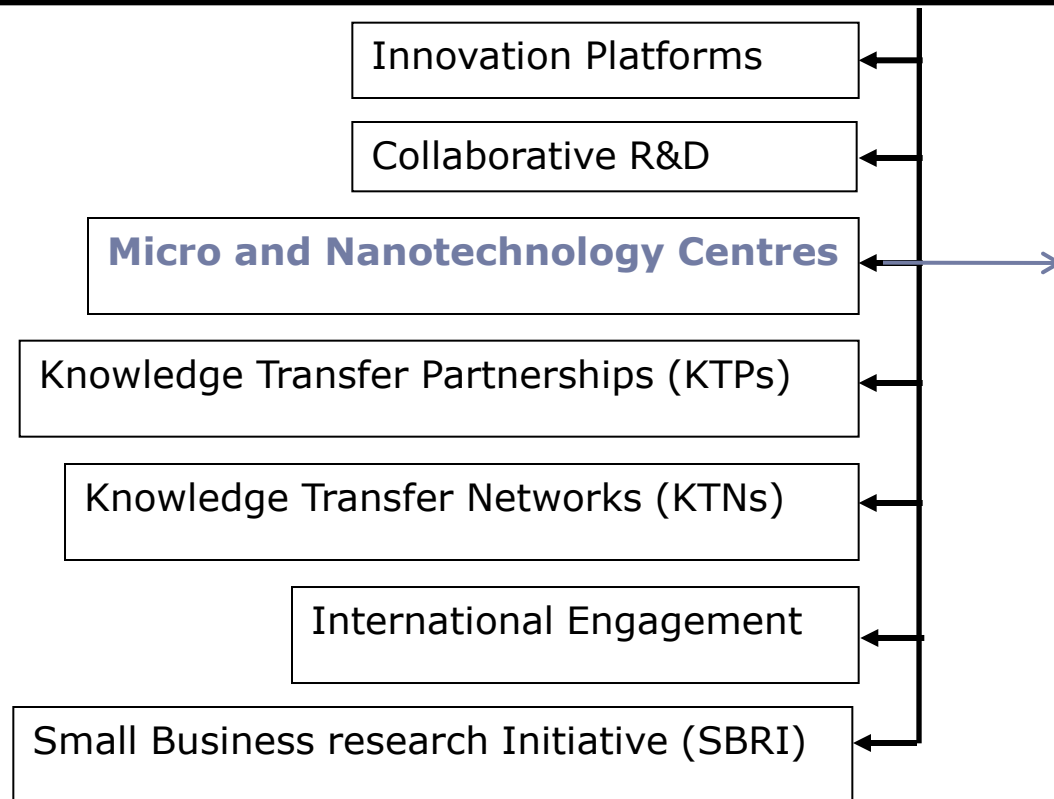 Innovation Platforms
Collaborative R&D
Micro and Nanotechnology Centres
Knowledge Transfer Partnerships (KTPs)
Knowledge Transfer Networks (KTNs)
International Engagement
Small Business research Initiative (SBRI)